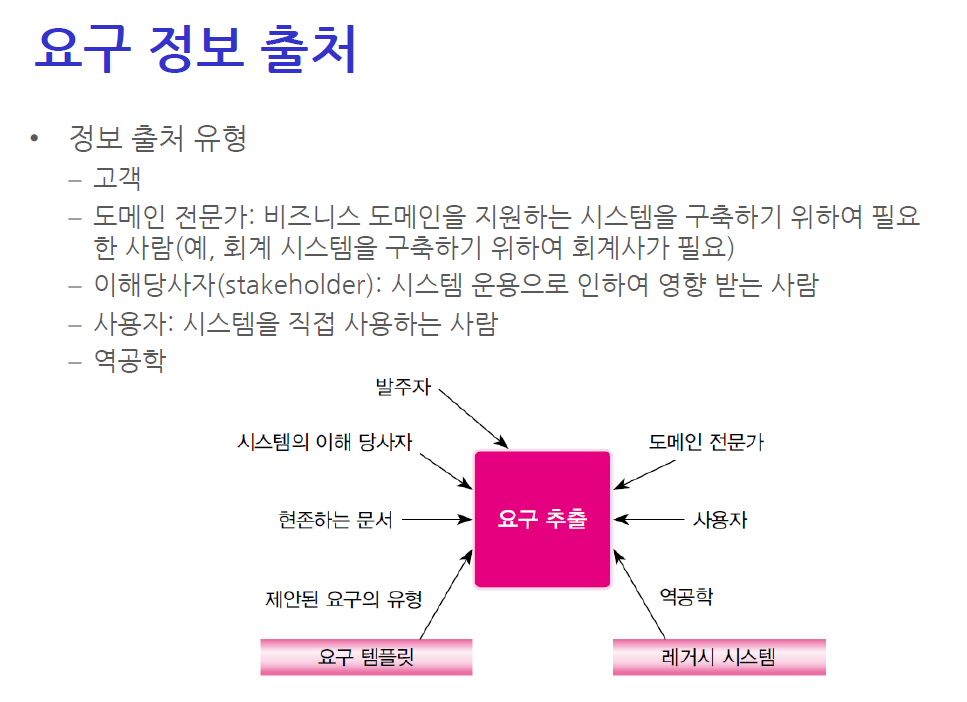 요구 정보 출처
• 정보 출처 유형
– 고객
– 도메인 전문가: 비즈니스 도메인을 지원하는 시스템을 구축하기 위하여 필요
한 사람(예, 회계 시스템을 구축하기 위하여 회계사가 필요)
– 이해당사자(stakeholder): 시스템 운용으로 인하여 영향 받는 사람
– 사용자: 시스템을 직접 사용하는 사람
– 역공학
발주자
시스템의 이해 당사자
도메인 전문가
현존하는 문서
요구 추출
사용자
제안된 요구의 유형
역공학
요구 템플릿
레거시 시스템